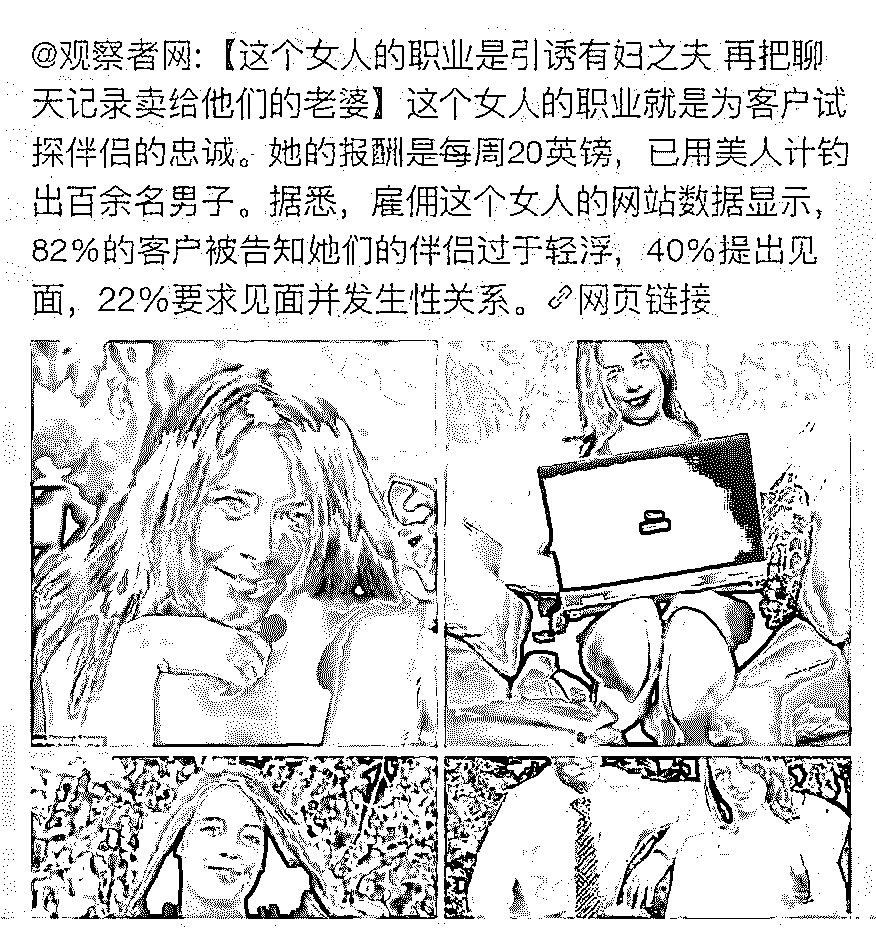 @观察者网:【这个女人的职业是引诱有妇之夫 再把聊
天记录卖给他们的老婆】这个女人的职业就是为客户试
探伴侣的忠诚。她的报酬是每周20英镑，已用美人计钓
出百余名男子。据悉，雇佣这个女人的网站数据显示，
82%的客户被告知她们的伴侣过于轻浮，40%提出见
面，22%要求见面并发生性关系。网页链接